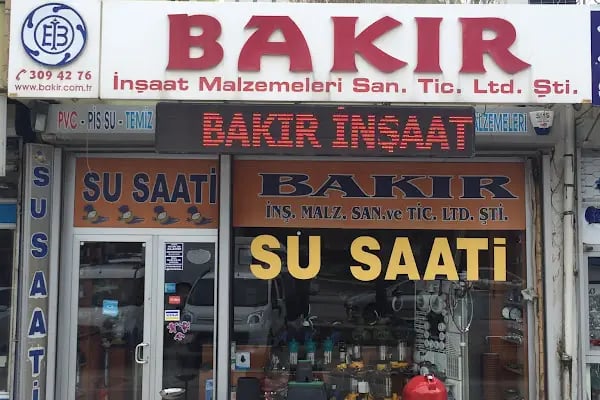 BAKIR
309 42 76
www.bakir.com.tr
İnşaat Malzemeleri San. Tic. Ltd. Şti.
PVC - PİS SU - TEMİZ
BAKIR İNŞAAT
MALZEMELERİ
SU SAATİ
BAKIR
İNŞ. MALZ. SAN.ve TİC. LTD. ŞTİ.
SU SAATİ
SU SAATİ